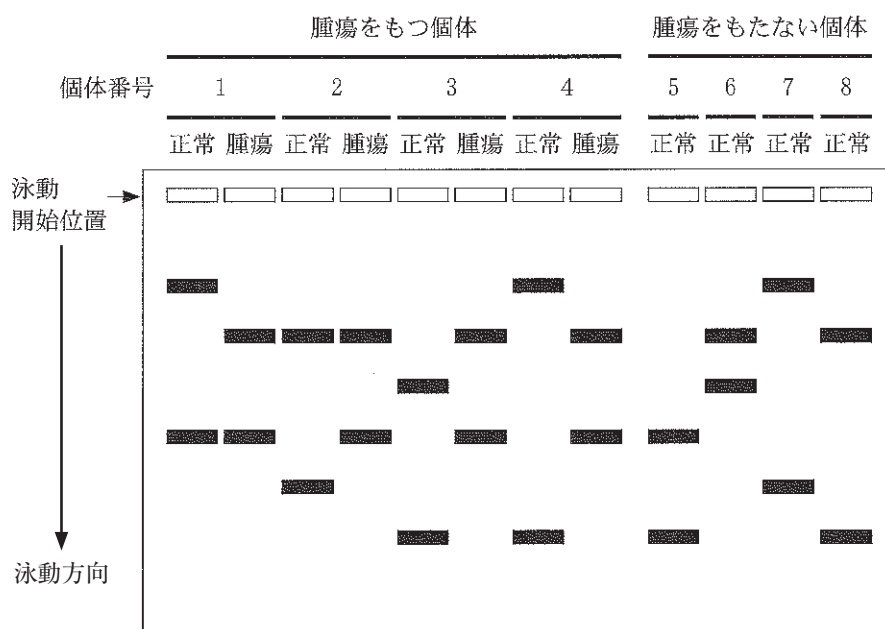 腫瘍をもつ個体 腫瘍をもたない個体
個体番号 1 2 3 4 5 6 7 8
正常 腫瘍 正常 腫瘍 正常 腫瘍 正常 腫瘍 正常 正常 正常 正常
泳動
開始位置
泳動方向